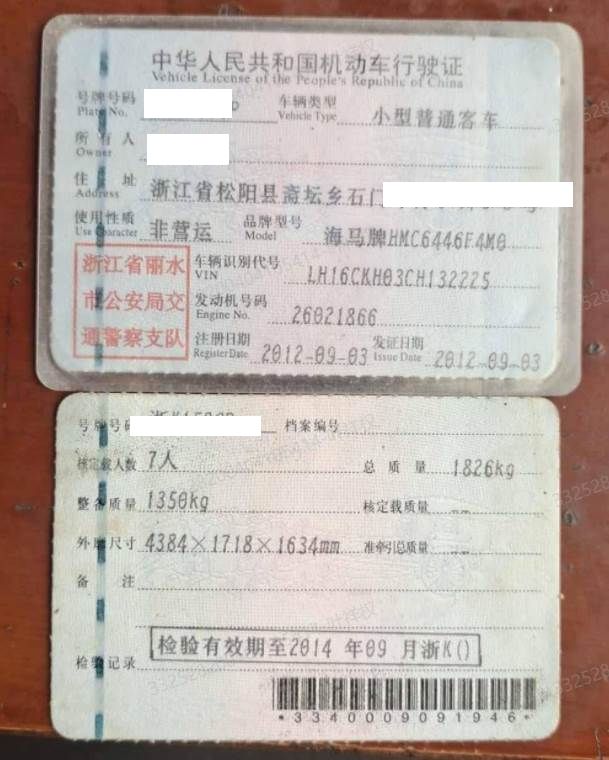 中华人民共和国机动车行驶证
Vehicle License of the People's Republic of China
号牌号码 Plate No. 车辆类型 Vehicle Type 小型普通客车
所有人 Owner
住址 Address 浙江省松阳县斋坛乡石门
使用性质 Use Character 非营运 品牌型号 Model 海马牌HMC6446F4M0
浙江省丽水 车辆识别代号 VIN LH16CKH03CH132225
市公安局交 发动机号码 Engine No. 26021866
通警察支队 注册日期 Register Date 2012-09-03 发证日期 Issue Date 2012-09-03
号牌号码 档案编号
核定载人数 7人 总质量 1826kg
整备质量 1350kg 核定载质量 --
外廓尺寸 4384×1718×1634mm 准牵引总质量 --
备注
检验有效期至2014 年09 月浙K()
检验记录
*3340009091946*